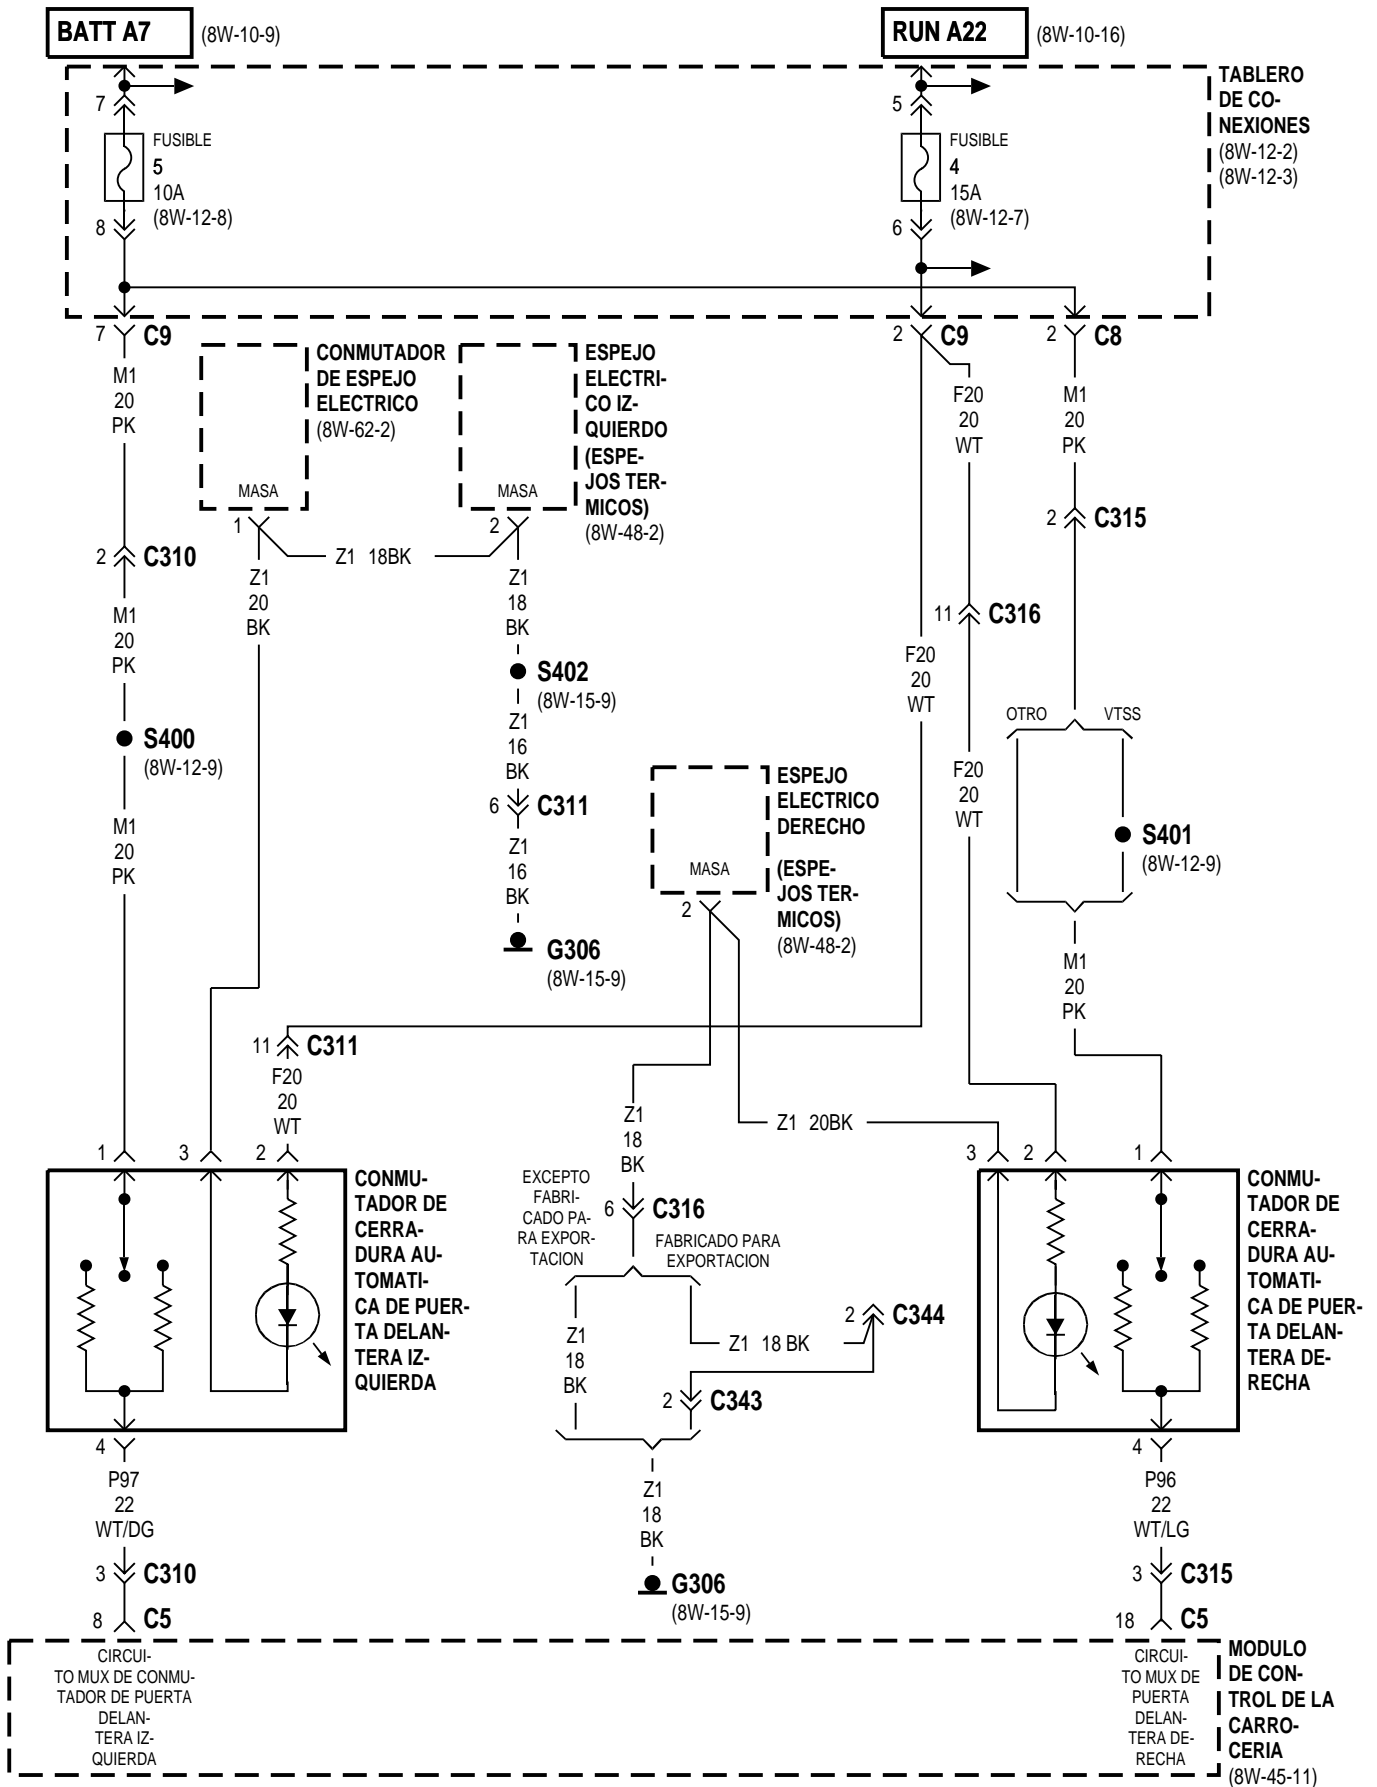 BATT A7
(8W-10-9)
RUN A22
(8W-10-16)
TABLERO
DE CO-
NEXIONES
(8W-12-2)
(8W-12-3)
7
FUSIBLE
5
10A
(8W-12-8)
8
5
FUSIBLE
4
15A
(8W-12-7)
6
7
C9
2
C9
2
C8
M1
20
PK
CONMUTADOR
DE ESPEJO
ELECTRICO
(8W-62-2)
MASA
1
ESPEJO
ELECTRI-
CO IZ-
QUIERDO
(ESPE-
JOS TER-
MICOS)
(8W-48-2)
MASA
2
F20
20
WT
M1
20
PK
2
C315
Z1 18BK
2
C310
Z1
20
BK
Z1
18
BK
M1
20
PK
11
C316
S402
(8W-15-9)
F20
20
WT
Z1
16
BK
OTRO
VTSS
S400
(8W-12-9)
6
C311
ESPEJO
ELECTRICO
DERECHO
(ESPE-
JOS TER-
MICOS)
(8W-48-2)
MASA
2
F20
20
WT
M1
20
PK
Z1
16
BK
S401
(8W-12-9)
G306
(8W-15-9)
M1
20
PK
11
C311
F20
20
WT
Z1
18
BK
Z1 20BK
1
3
2
3
2
1
CONMU-
TADOR DE
CERRA-
DURA AU-
TOMATI-
CA DE PUER-
TA DELAN-
TERA IZ-
QUIERDA
EXCEPTO
FABRI-
CADO PA-
RA EXPOR-
TACION
6
C316
FABRICADO PARA
EXPORTACION
CONMU-
TADOR DE
CERRA-
DURA AU-
TOMATI-
CA DE PUER-
TA DELAN-
TERA DE-
RECHA
Z1
18
BK
Z1 18 BK
2
C344
2
C343
4
P97
22
WT/DG
Z1
18
BK
4
P96
22
WT/LG
3
C310
G306
(8W-15-9)
3
C315
8
C5
18
C5
CIRCUI-
TO MUX DE CONMU-
TADOR DE PUERTA
DELAN-
TERA IZ-
QUIERDA
CIRCUI-
TO MUX DE
PUERTA
DELAN-
TERA DE-
RECHA
MODULO
DE CON-
TROL DE LA
CARRO-
CERIA
(8W-45-11)